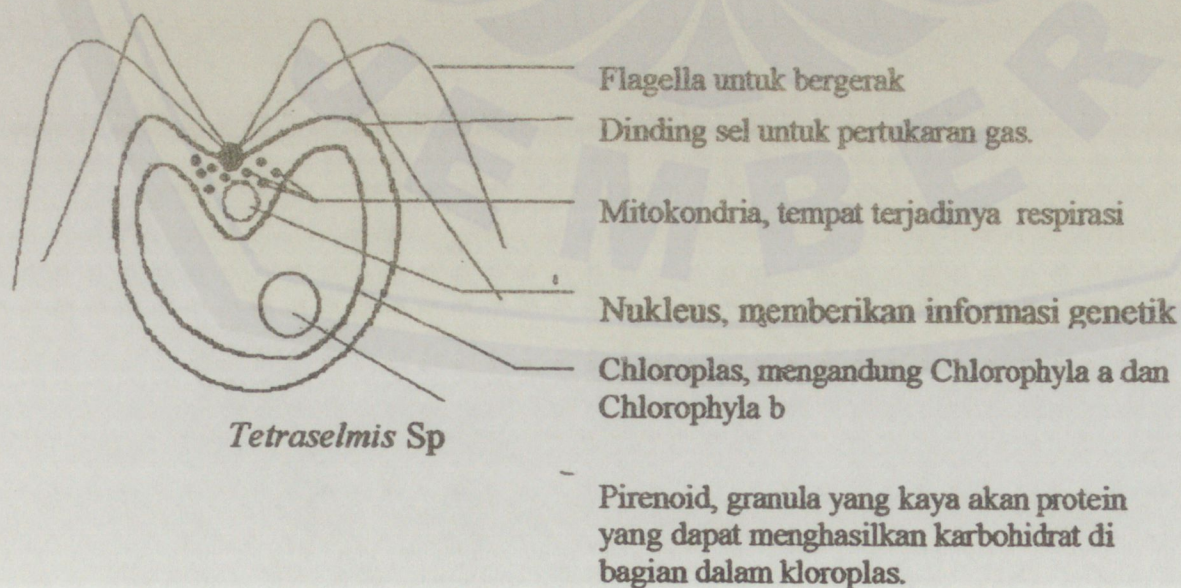 Flagella untuk bergerak
Dinding sel untuk pertukaran gas.
Mitokondria, tempat terjadinya respirasi
Nukleus, memberikan informasi genetik
Chloroplas, mengandung Chlorophyla a dan
Chlorophyla b
Tetraselmis Sp
Pirenoid, granula yang kaya akan protein
yang dapat menghasilkan karbohidrat di
bagian dalam kloroplas.